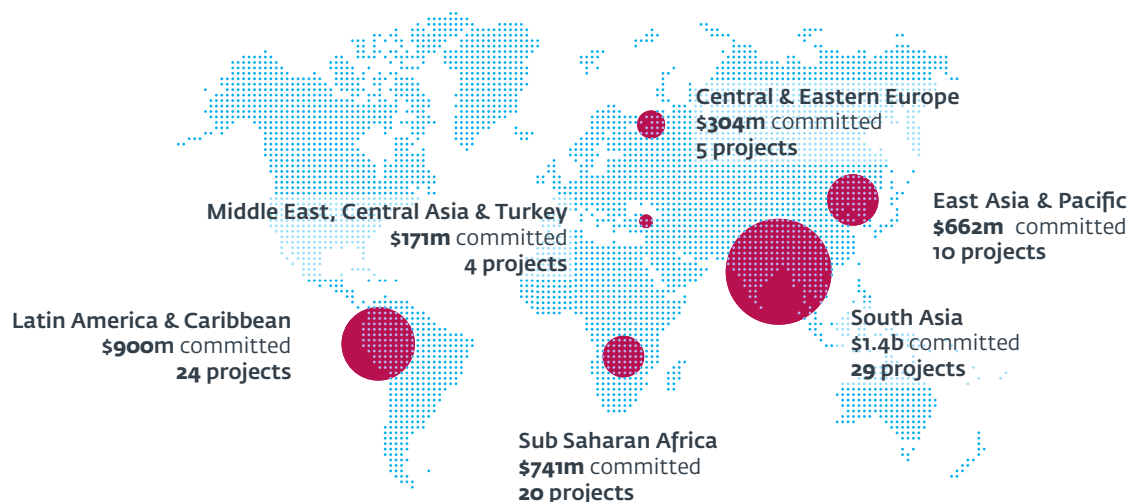 Central & Eastern Europe
$304m committed
5 projects
Middle East, Central Asia & Turkey
$171m committed
4 projects
East Asia & Pacific
$662m committed
10 projects
Latin America & Caribbean
$900m committed
24 projects
South Asia
$1.4b committed
29 projects
Sub Saharan Africa
$741m committed
20 projects